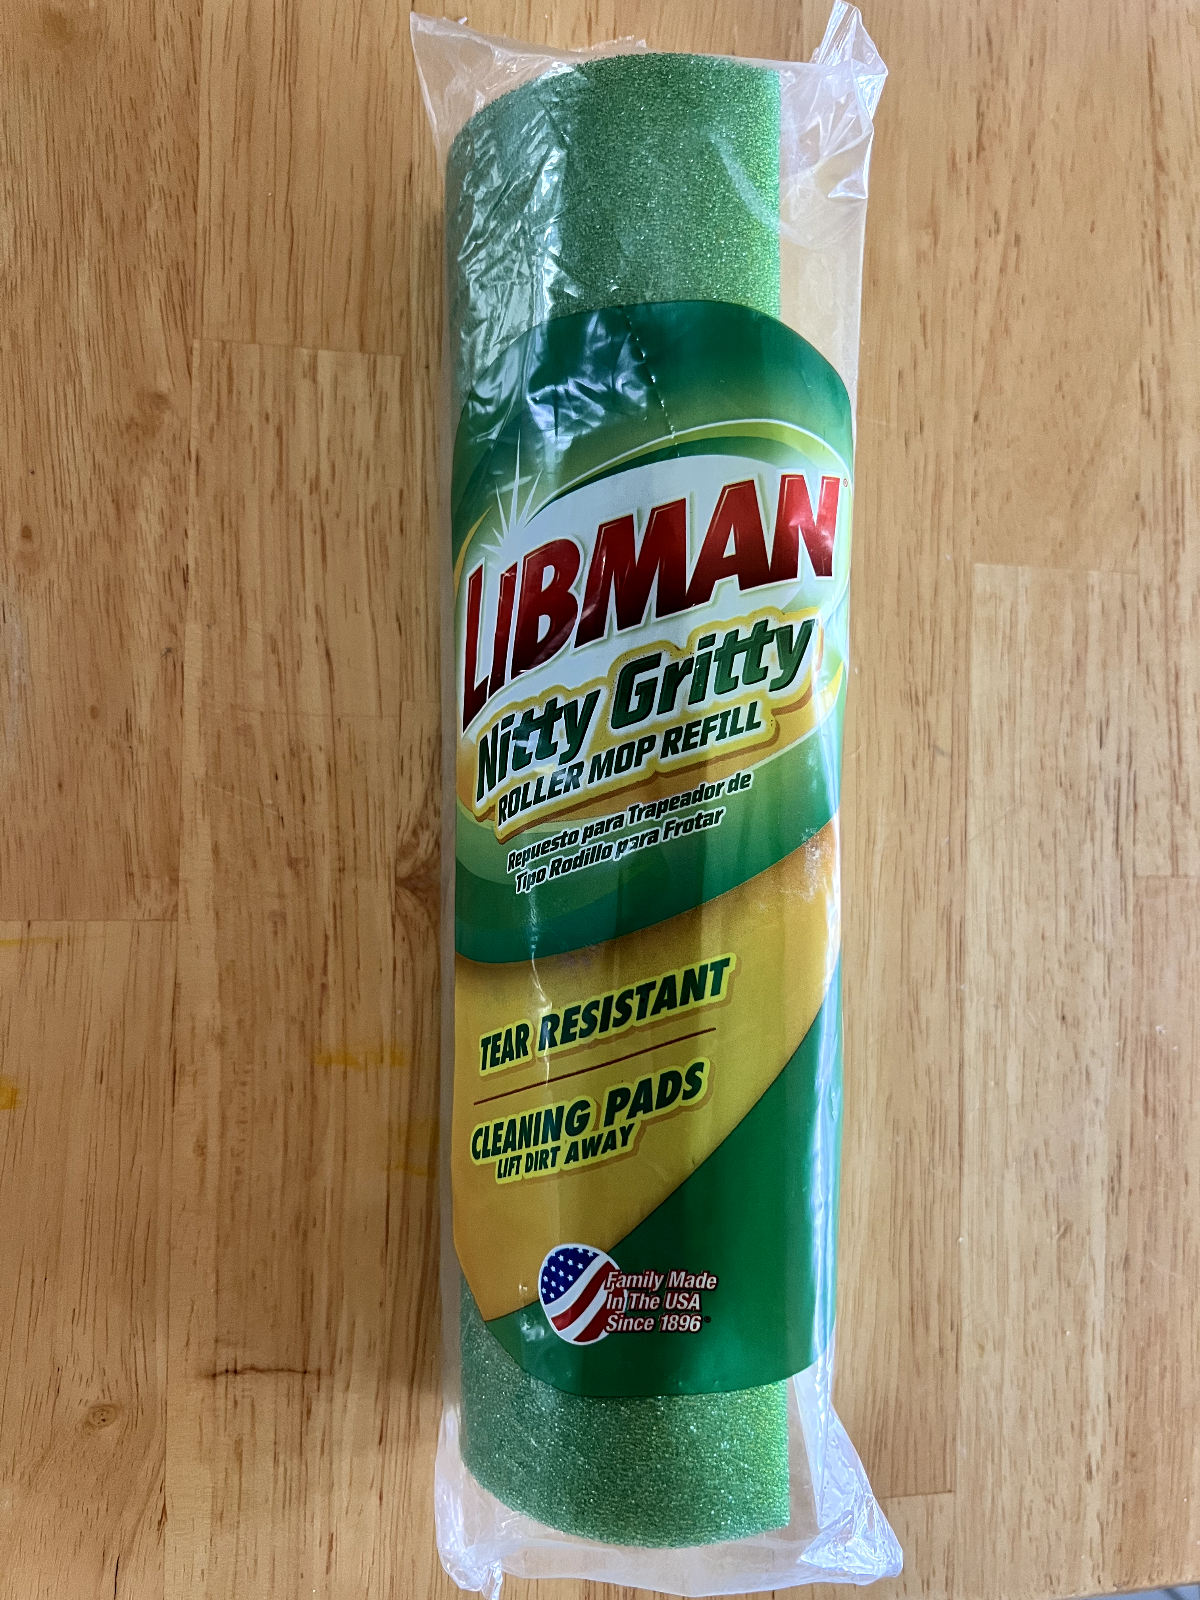 LIBMAN®
Nitty Gritty
ROLLER MOP REFILL
Repuesto para Trapeador de
Tipo Rodillo para Frotar
TEAR RESISTANT
CLEANING PADS
LIFT DIRT AWAY
Family Made
In The USA
Since 1896®